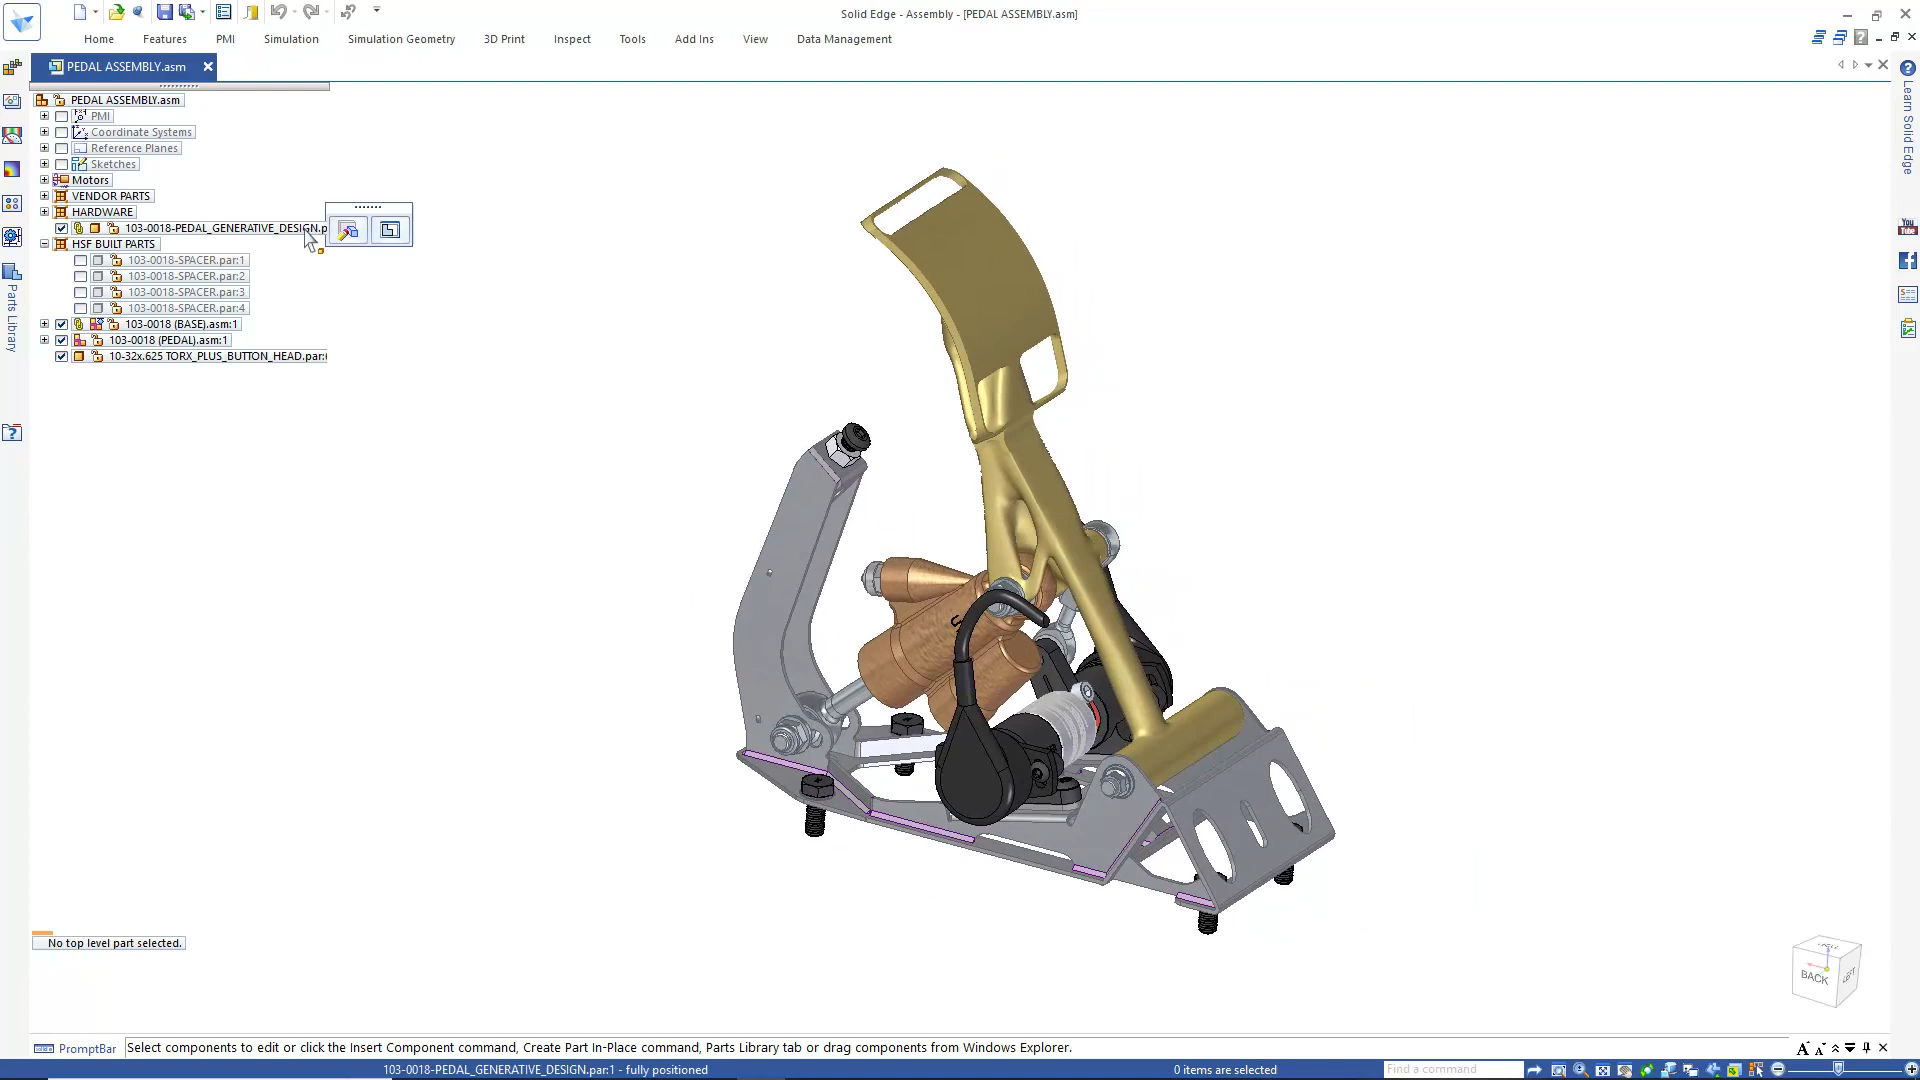 Solid Edge - Assembly - [PEDAL ASSEMBLY.asm]
Home Features PMI Simulation Simulation Geometry 3D Print Inspect Tools Add Ins View Data Management
PEDAL ASSEMBLY.asm
PEDAL ASSEMBLY.asm
PMI
Coordinate Systems
Reference Planes
Sketches
Motors
VENDOR PARTS
HARDWARE
103-0018-PEDAL_GENERATIVE_DESIGN.p
HSF BUILT PARTS
103-0018-SPACER.par:1
103-0018-SPACER.par:2
103-0018-SPACER.par:3
103-0018-SPACER.par:4
103-0018 (BASE).asm:1
103-0018 (PEDAL).asm:1
10-32x.625 TORX_PLUS_BUTTON_HEAD.par:
Parts Library
Learn Solid Edge
You
Tube
No top level part selected.
BACK
LEFT
PromptBar
Select components to edit or click the Insert Component command, Create Part In-Place command, Parts Library tab or drag components from Windows Explorer.
103-0018-PEDAL_GENERATIVE_DESIGN.par:1 - fully positioned
0 items are selected
Find a command